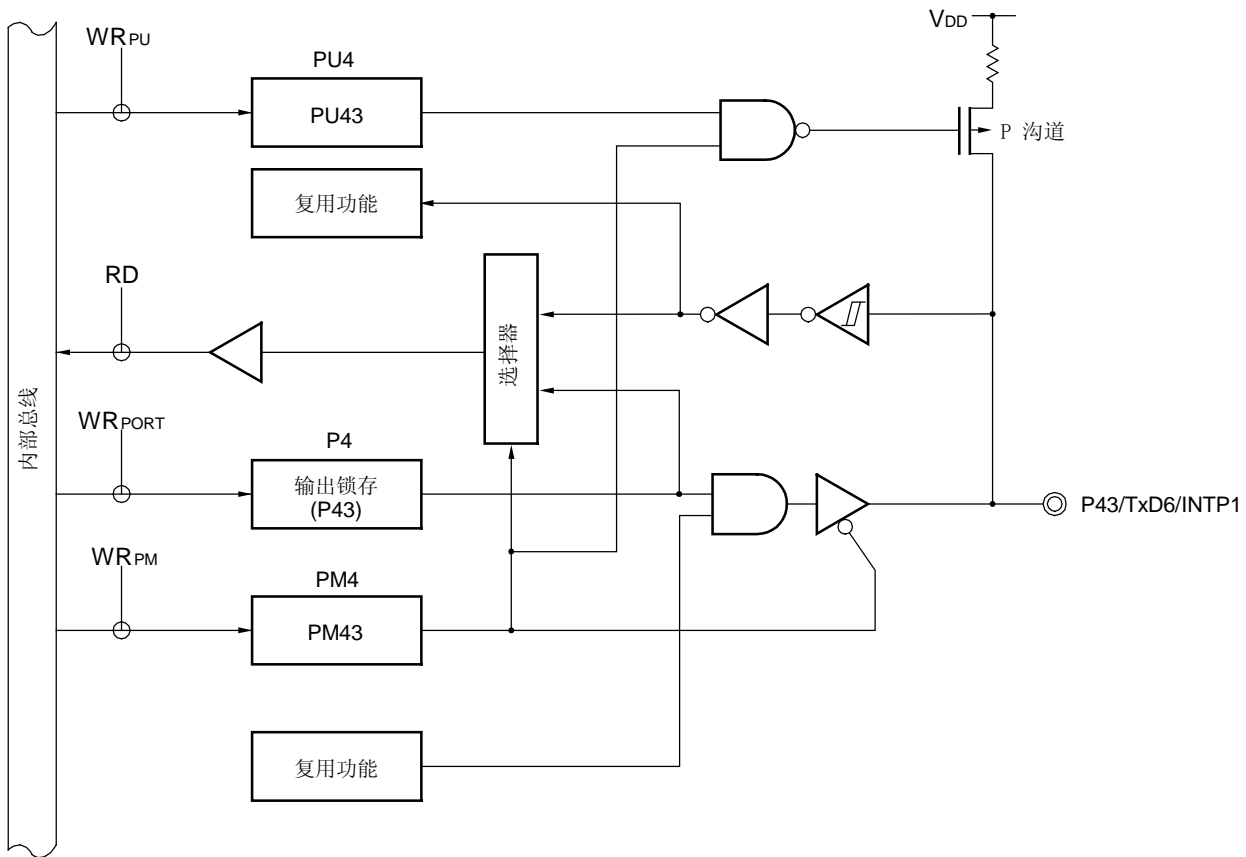 WRPU
PU4
PU43
VDD
P 沟道
复用功能
RD
选择器
内部总线
WRPORT
P4
输出锁存
(P43)
P43/TxD6/INTP1
WRPM
PM4
PM43
复用功能